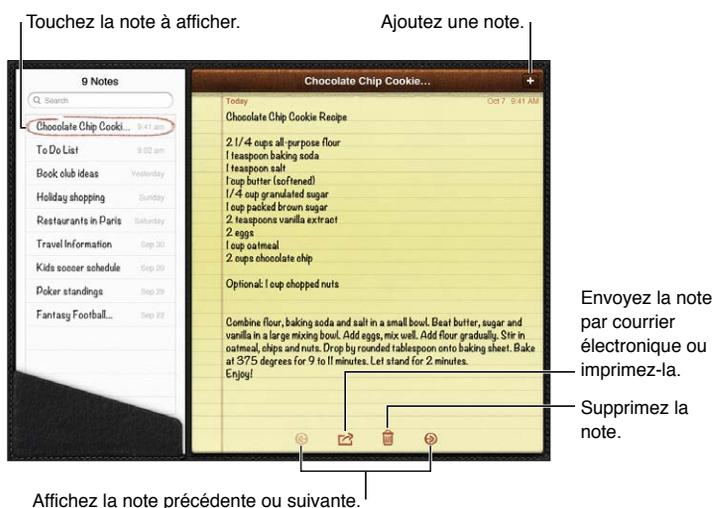 Touchez la note à afficher.
Ajoutez une note.
9 Notes
Search
Chocolate Chip Cooki... 9:41 am
To Do List 9:02 am
Book club ideas Yesterday
Holiday shopping Sunday
Restaurants in Paris Saturday
Travel Information Sep 30
Kids soccer schedule Sep 29
Poker standings Sep 29
Fantasy Football... Sep 22
Chocolate Chip Cookie...
+
Today Oct 7 9:41 AM
Chocolate Chip Cookie Recipe
2 1/4 cups all-purpose flour
1 teaspoon baking soda
1 teaspoon salt
1 cup butter (softened)
1/4 cup granulated sugar
1 cup packed brown sugar
2 teaspoons vanilla extract
2 eggs
1 cup oatmeal
2 cups chocolate chip
Optional: 1 cup chopped nuts
Combine flour, baking soda and salt in a small bowl. Beat butter, sugar and
vanilla in a large mixing bowl. Add eggs, mix well. Add flour gradually. Stir in
oatmeal, chips and nuts. Drop by rounded tablespoon onto baking sheet. Bake
at 375 degrees for 9 to 11 minutes. Let stand for 2 minutes.
Enjoy!
Envoyez la note
par courrier
électronique ou
imprimez-la.
Supprimez la
note.
Affichez la note précédente ou suivante.